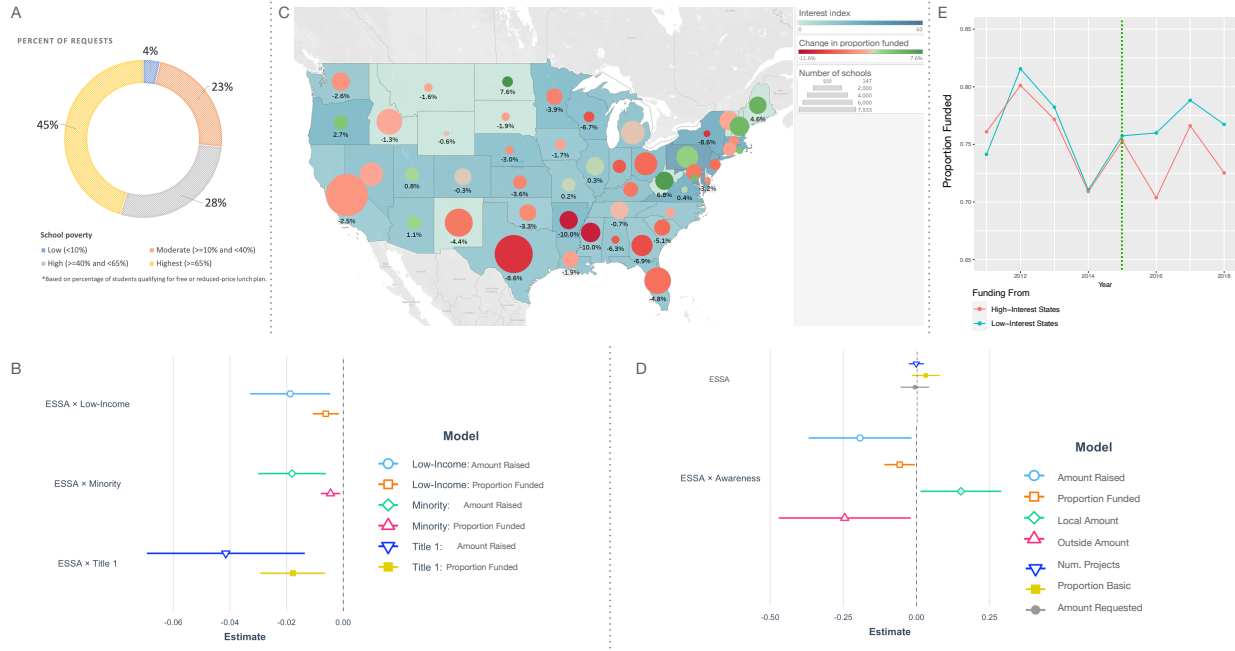 A
PERCENT OF REQUESTS
4%
23%
45%
28%
School poverty
Low (<10%)
Moderate (>=10% and <40%)
High (>=40% and <65%)
Highest (>=65%)
*Based on percentage of students qualifying for free or reduced-price lunch plan.
C
-2.6%
-1.6%
7.6%
-3.9%
4.6%
2.7%
-1.3%
-1.9%
-6.7%
-8.6%
-0.6%
-3.0%
-1.7%
0.8%
-0.3%
0.3%
6.8%
-3.2%
0.4%
-2.5%
-3.6%
0.2%
1.1%
-4.4%
-3.3%
-10.0%
-0.7%
-10.0%
-6.3%
-5.1%
-6.9%
-8.6%
-1.9%
-4.8%
Interest index
0 60
Change in proportion funded
-11.6% 7.6%
Number of schools
147
2,000
4,000
6,000
7,933
E
Proportion Funded
0.85
0.80
0.75
0.70
0.65
2012 2014 2016 2018
Year
Funding From
High−Interest States
Low−Interest States
B
ESSA × Low-Income
ESSA × Minority
ESSA × Title 1
-0.06 -0.04 -0.02 0.00
Estimate
Model
Low-Income: Amount Raised
Low-Income: Proportion Funded
Minority: Amount Raised
Minority: Proportion Funded
Title 1: Amount Raised
Title 1: Proportion Funded
D
-0.50 -0.25 0.00 0.25
ESSA
ESSA × Awareness
-0.50 -0.25 0.00 0.25
Estimate
Model
Amount Raised
Proportion Funded
Local Amount
Outside Amount
Num. Projects
Proportion Basic
Amount Requested